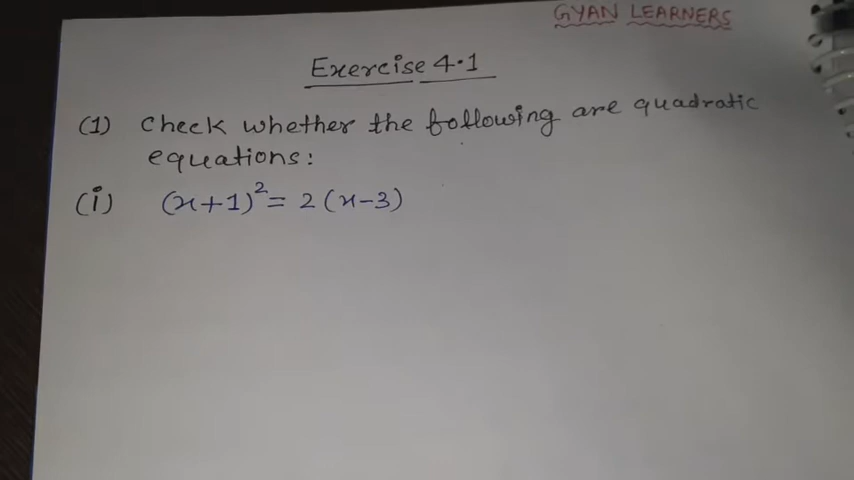 GYAN LEARNERS
Exercise 4.1
(1) Check whether the following are quadratic
equations:
(i) (x+1)² = 2(x-3)